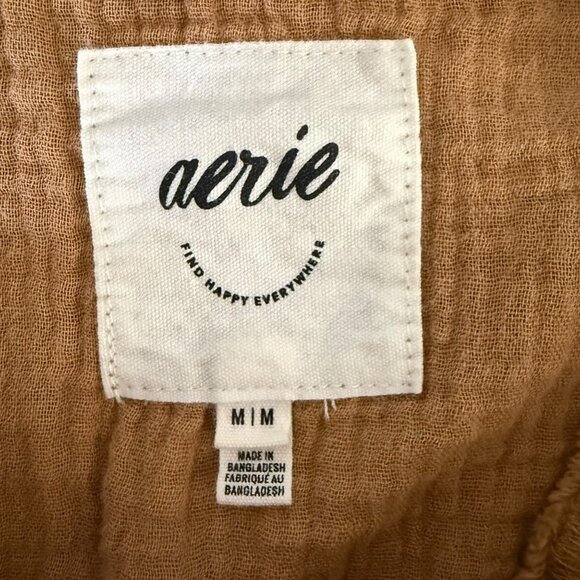 aerie
FIND HAPPY EVERYWHERE
M|M
MADE IN
BANGLADESH
FABRIQUÉ AU
BANGLADESH